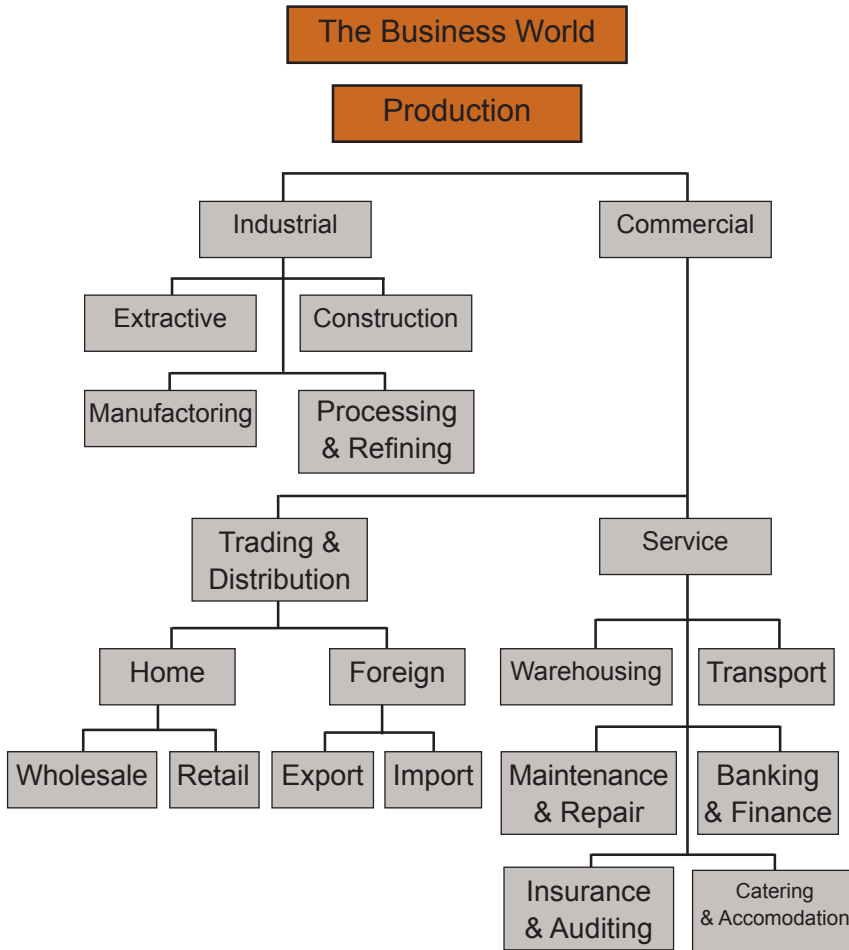 The Business World
Production
Industrial
Commercial
Extractive
Construction
Manufactoring
Processing
& Refining
Trading &
Distribution
Service
Home
Foreign
Warehousing
Transport
Wholesale
Retail
Export
Import
Maintenance
& Repair
Banking
& Finance
Insurance
& Auditing
Catering
& Accomodation